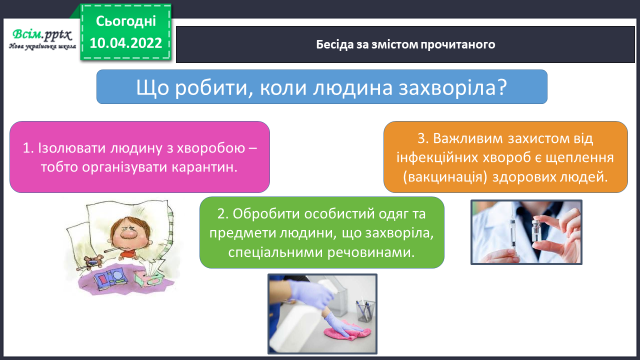 Всім.pptx
Нова українська школа
Сьогодні
10.04.2022
Бесіда за змістом прочитаного
Що робити, коли людина захворіла?
1. Ізолювати людину з хворобою –
тобто організувати карантин.
2. Обробити особистий одяг та
предмети людини, що захворіла,
спеціальними речовинами.
3. Важливим захистом від
інфекційних хвороб є щеплення
(вакцинація) здорових людей.